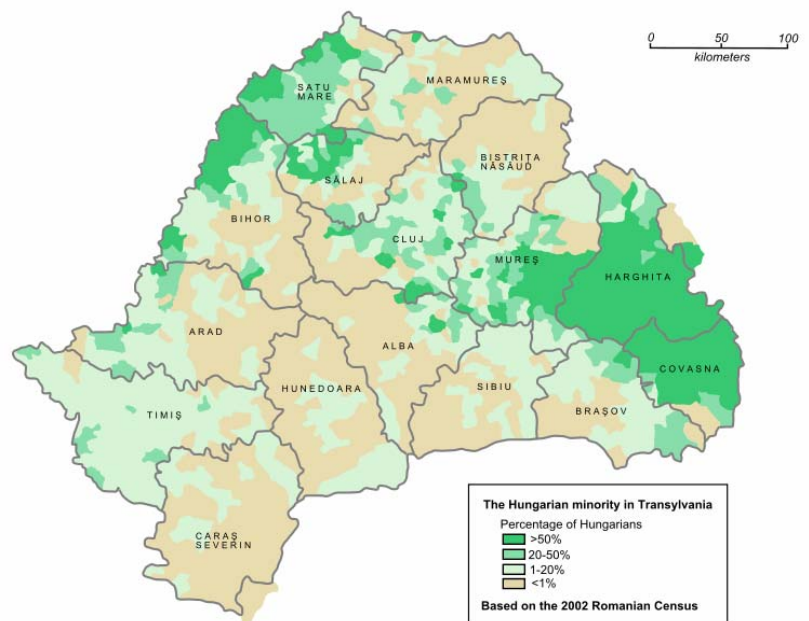 0 50 100
kilometers
SATU
MARE
MARAMUREŞ
BISTRIŢA
NĂSĂUD
SĂLAJ
BIHOR
CLUJ
MUREŞ
HARGHITA
ARAD
ALBA
COVASNA
HUNEDOARA
SIBIU
BRAŞOV
TIMIŞ
CARAŞ
SEVERIN
The Hungarian minority in Transylvania
Percentage of Hungarians
>50%
20-50%
1-20%
<1%
Based on the 2002 Romanian Census